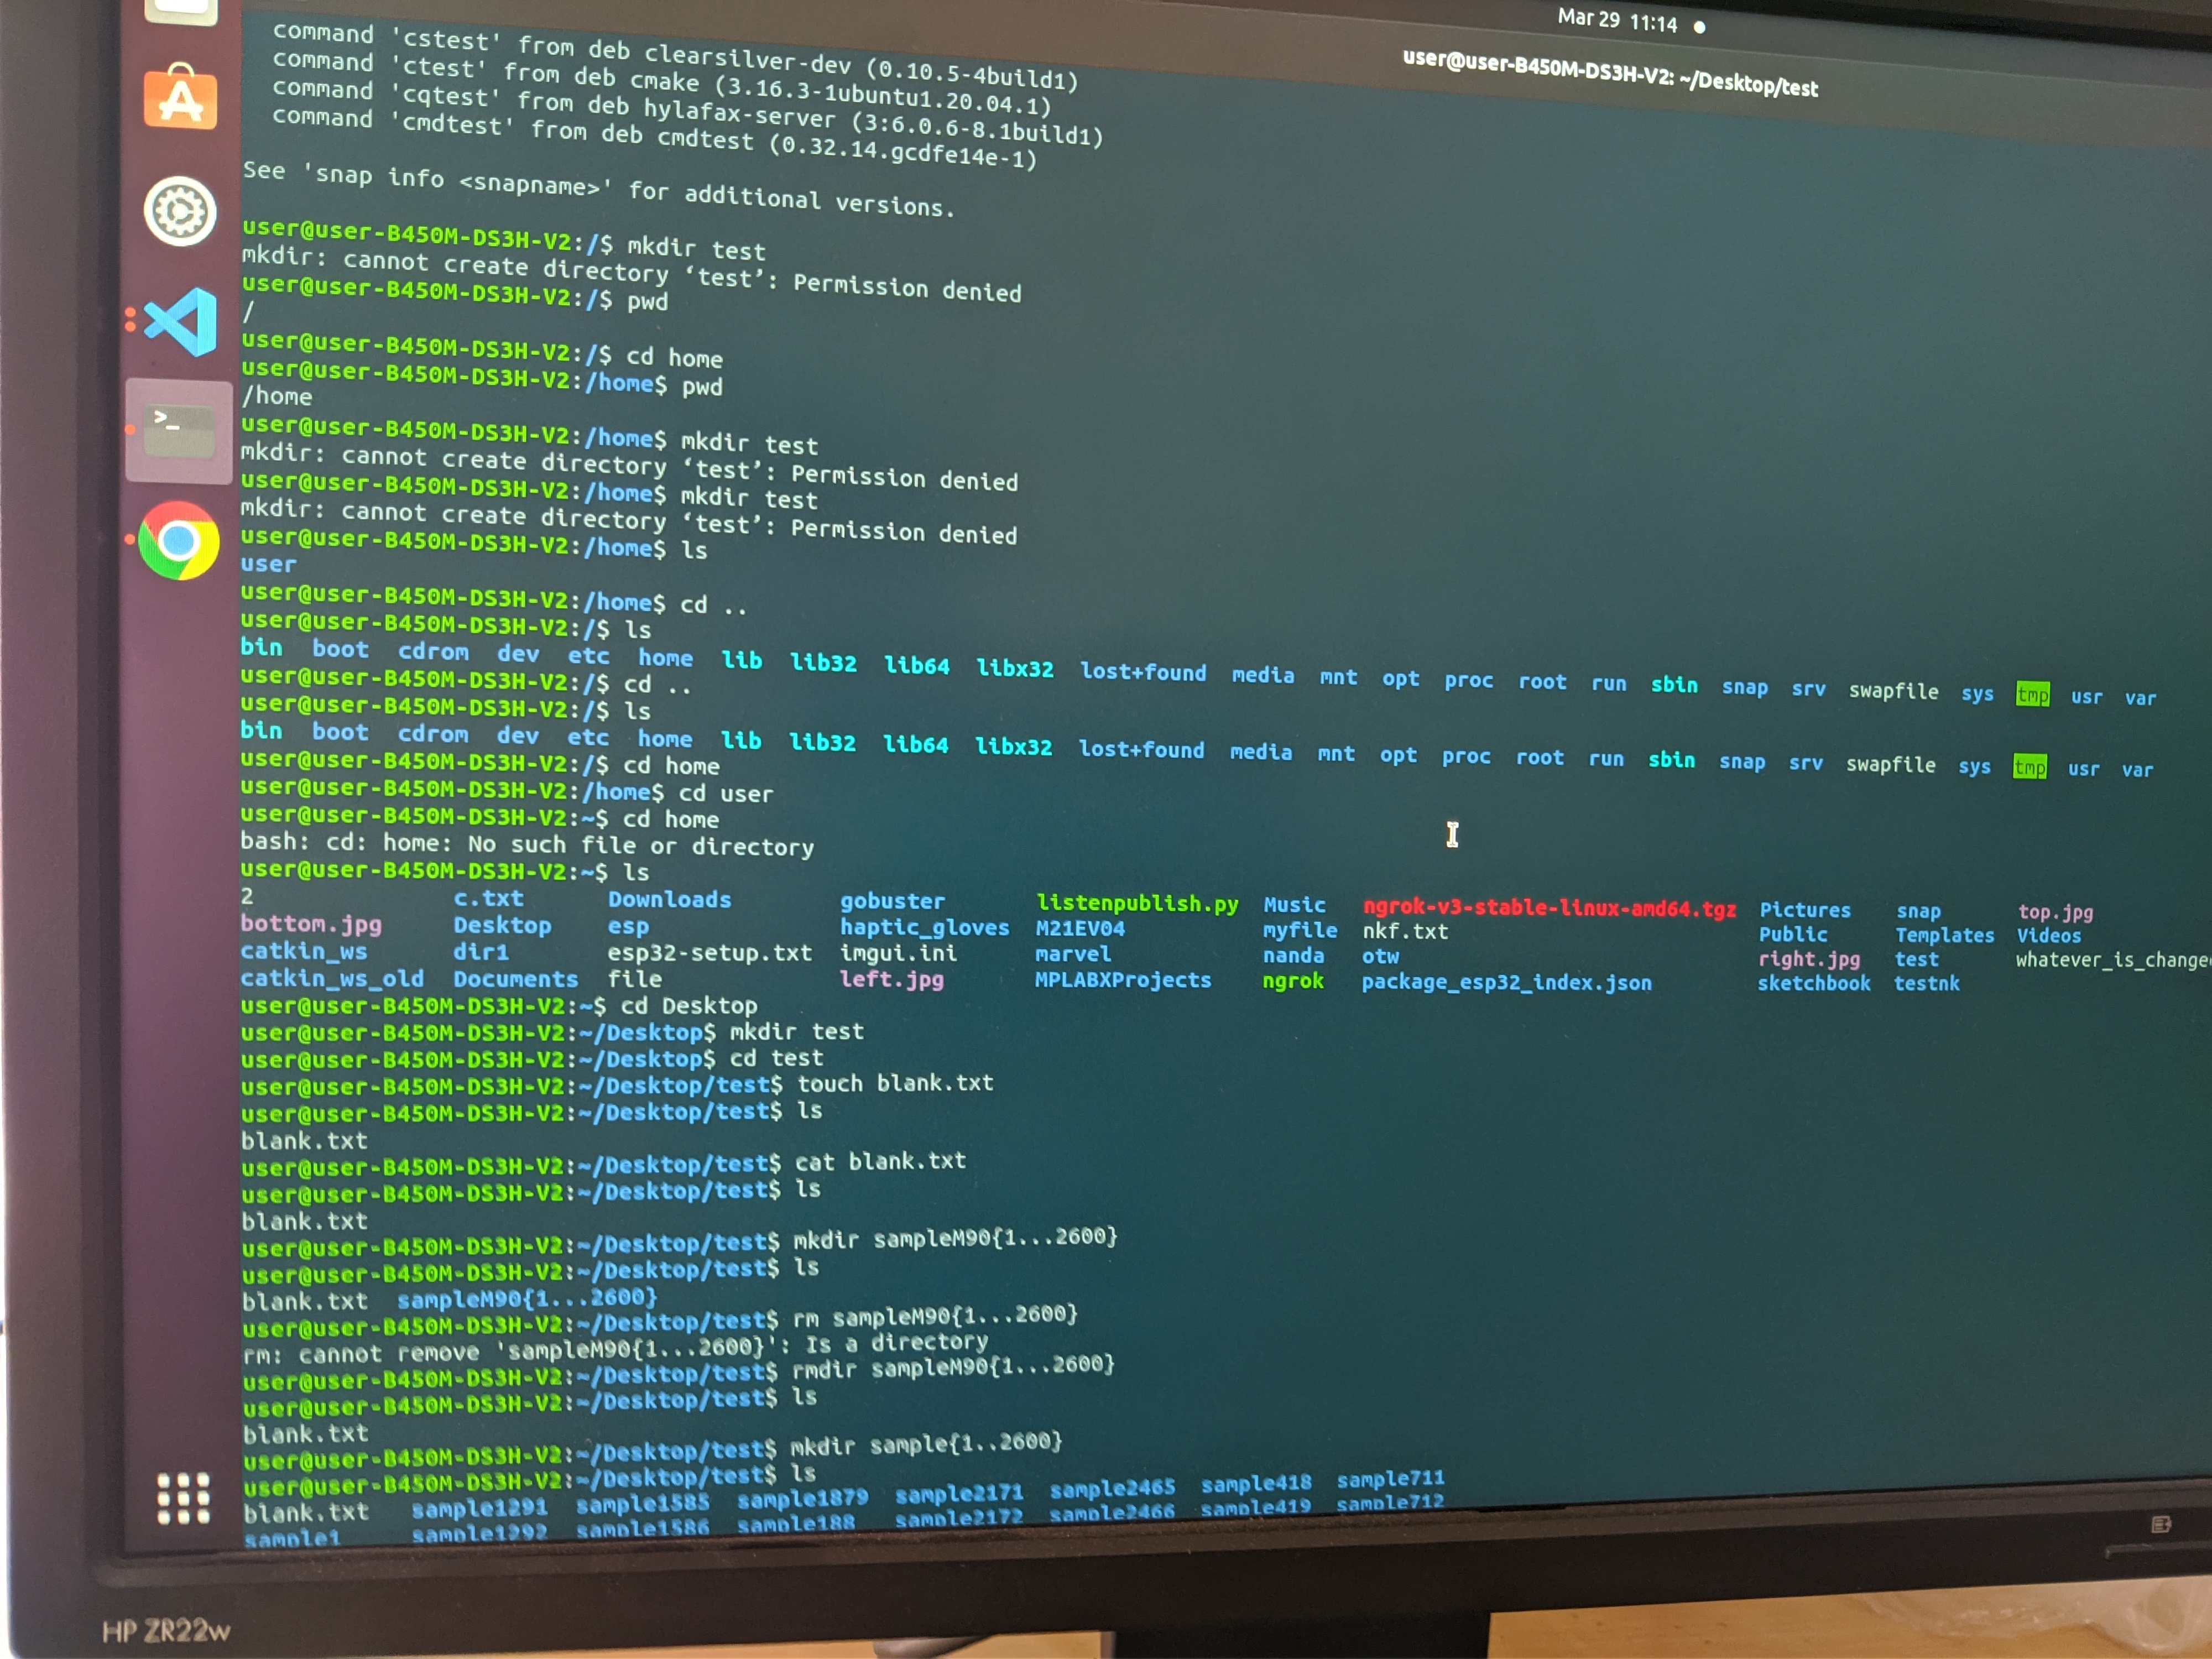 Mar 29 11:14
user@user-B450M-DS3H-V2: ~/Desktop/test
command 'cstest' from deb clearsilver-dev (0.10.5-4build1)
command 'ctest' from deb cmake (3.16.3-1ubuntu1.20.04.1)
command 'cqtest' from deb hylafax-server (3:6.0.6-8.1build1)
command 'cmdtest' from deb cmdtest (0.32.14.gcdfe14e-1)
See 'snap info <snapname>' for additional versions.
user@user-B450M-DS3H-V2:/$ mkdir test
mkdir: cannot create directory ‘test’: Permission denied
user@user-B450M-DS3H-V2:/$ pwd
/
user@user-B450M-DS3H-V2:/$ cd home
user@user-B450M-DS3H-V2:/home$ pwd
/home
user@user-B450M-DS3H-V2:/home$ mkdir test
mkdir: cannot create directory ‘test’: Permission denied
user@user-B450M-DS3H-V2:/home$ mkdir test
mkdir: cannot create directory ‘test’: Permission denied
user@user-B450M-DS3H-V2:/home$ ls
user
user@user-B450M-DS3H-V2:/home$ cd ..
user@user-B450M-DS3H-V2:/$ ls
bin boot cdrom dev etc home lib lib32 lib64 libx32 lost+found media mnt opt proc root run sbin snap srv swapfile sys tmp usr var
user@user-B450M-DS3H-V2:/$ cd ..
user@user-B450M-DS3H-V2:/$ ls
bin boot cdrom dev etc home lib lib32 lib64 libx32 lost+found media mnt opt proc root run sbin snap srv swapfile sys tmp usr var
user@user-B450M-DS3H-V2:/$ cd home
user@user-B450M-DS3H-V2:/home$ cd user
user@user-B450M-DS3H-V2:~$ cd home
bash: cd: home: No such file or directory
user@user-B450M-DS3H-V2:~$ ls
2 c.txt Downloads gobuster listenpublish.py Music ngrok-v3-stable-linux-amd64.tgz Pictures snap top.jpg
bottom.jpg Desktop esp haptic_gloves M21EV04 myfile nkf.txt Public Templates Videos
catkin_ws dir1 esp32-setup.txt imgui.ini marvel nanda otw right.jpg test whatever_is_change
catkin_ws_old Documents file left.jpg MPLABXProjects ngrok package_esp32_index.json sketchbook testnk
user@user-B450M-DS3H-V2:~$ cd Desktop
user@user-B450M-DS3H-V2:~/Desktop$ mkdir test
user@user-B450M-DS3H-V2:~/Desktop$ cd test
user@user-B450M-DS3H-V2:~/Desktop/test$ touch blank.txt
user@user-B450M-DS3H-V2:~/Desktop/test$ ls
blank.txt
user@user-B450M-DS3H-V2:~/Desktop/test$ cat blank.txt
user@user-B450M-DS3H-V2:~/Desktop/test$ ls
blank.txt
user@user-B450M-DS3H-V2:~/Desktop/test$ mkdir sampleM90{1...2600}
user@user-B450M-DS3H-V2:~/Desktop/test$ ls
blank.txt sampleM90{1...2600}
user@user-B450M-DS3H-V2:~/Desktop/test$ rm sampleM90{1...2600}
rm: cannot remove 'sampleM90{1...2600}': Is a directory
user@user-B450M-DS3H-V2:~/Desktop/test$ rmdir sampleM90{1...2600}
user@user-B450M-DS3H-V2:~/Desktop/test$ ls
blank.txt
user@user-B450M-DS3H-V2:~/Desktop/test$ mkdir sample{1..2600}
user@user-B450M-DS3H-V2:~/Desktop/test$ ls
blank.txt sample1291 sample1585 sample1879 sample2171 sample2465 sample418 sample711
sample1 sample1292 sample1586 sample188 sample2172 sample2466 sample419 sample712
HP ZR22w